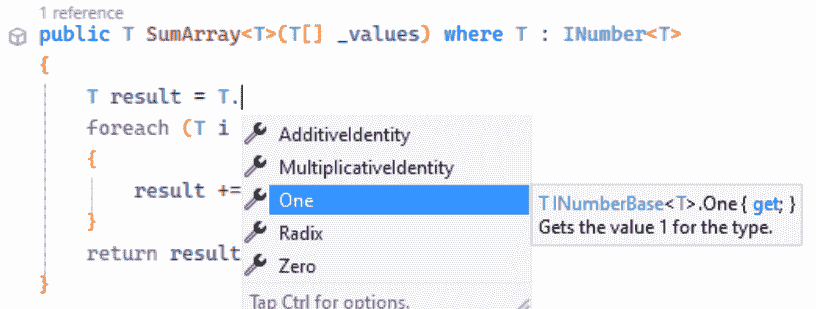 1 reference
public T SumArray<T>(T[] _values) where T : INumber<T>
{
T result = T.
foreach (T i
{
result +=
}
return result
}
AdditiveIdentity
MultiplicativeIdentity
One
Radix
Zero
Tap Ctrl for options.
T INumberBase<T>.One { get; }
Gets the value 1 for the type.